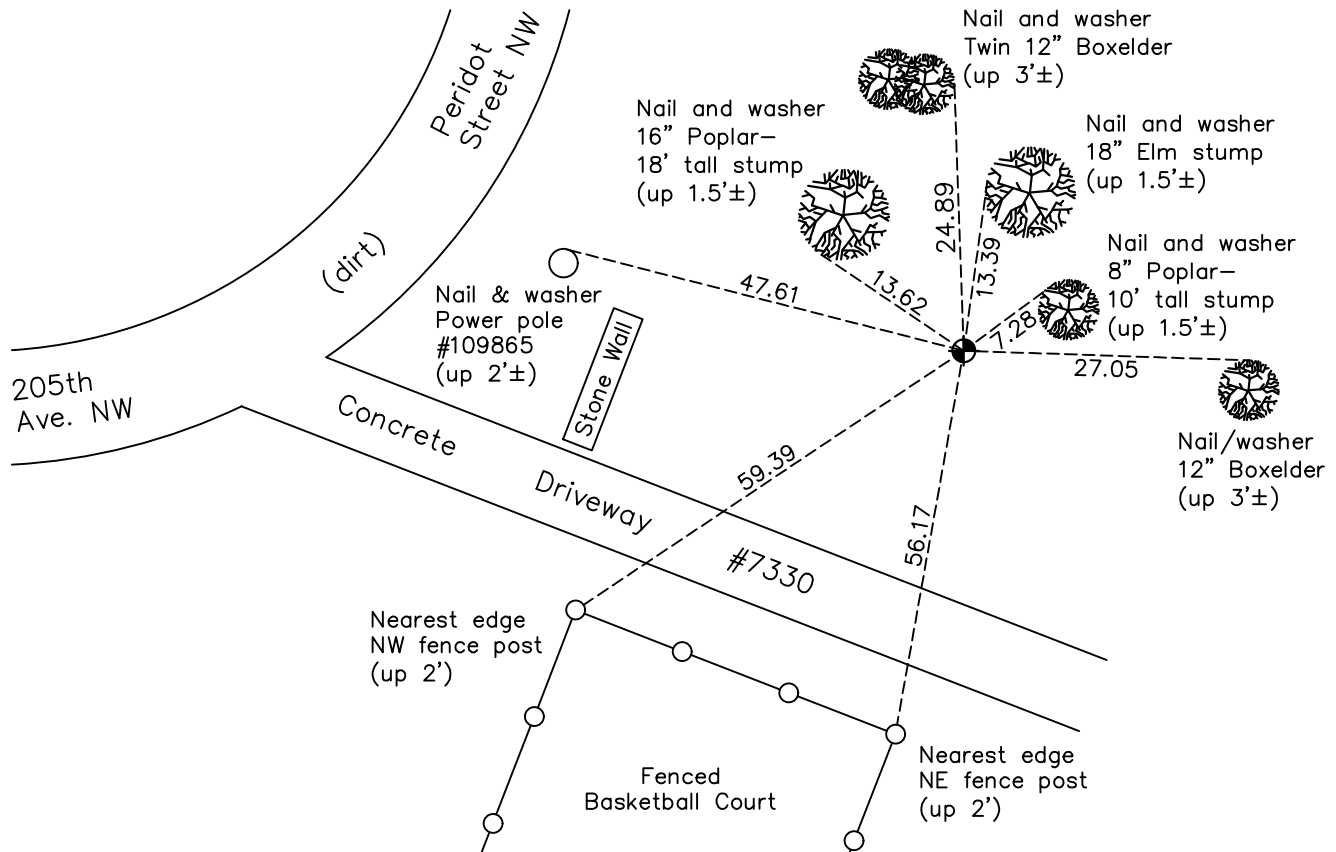 Peridot
Street NW
Nail and washer
Twin 12” Boxelder
(up 3’±)
Nail and washer
16” Poplar–
18’ tall stump
(up 1.5’±)
Nail and washer
18” Elm stump
(up 1.5’±)
24.89
13.39
Nail and washer
8” Poplar–
10’ tall stump
(up 1.5’±)
(dirt)
47.61
13.62
7.28
27.05
Nail & washer
Power pole
#109865
(up 2’±)
Stone Wall
205th
Ave. NW
Concrete
Driveway
#7330
Nail/washer
12” Boxelder
(up 3’±)
59.39
56.17
Nearest edge
NW fence post
(up 2’)
Nearest edge
NE fence post
(up 2’)
Fenced
Basketball Court